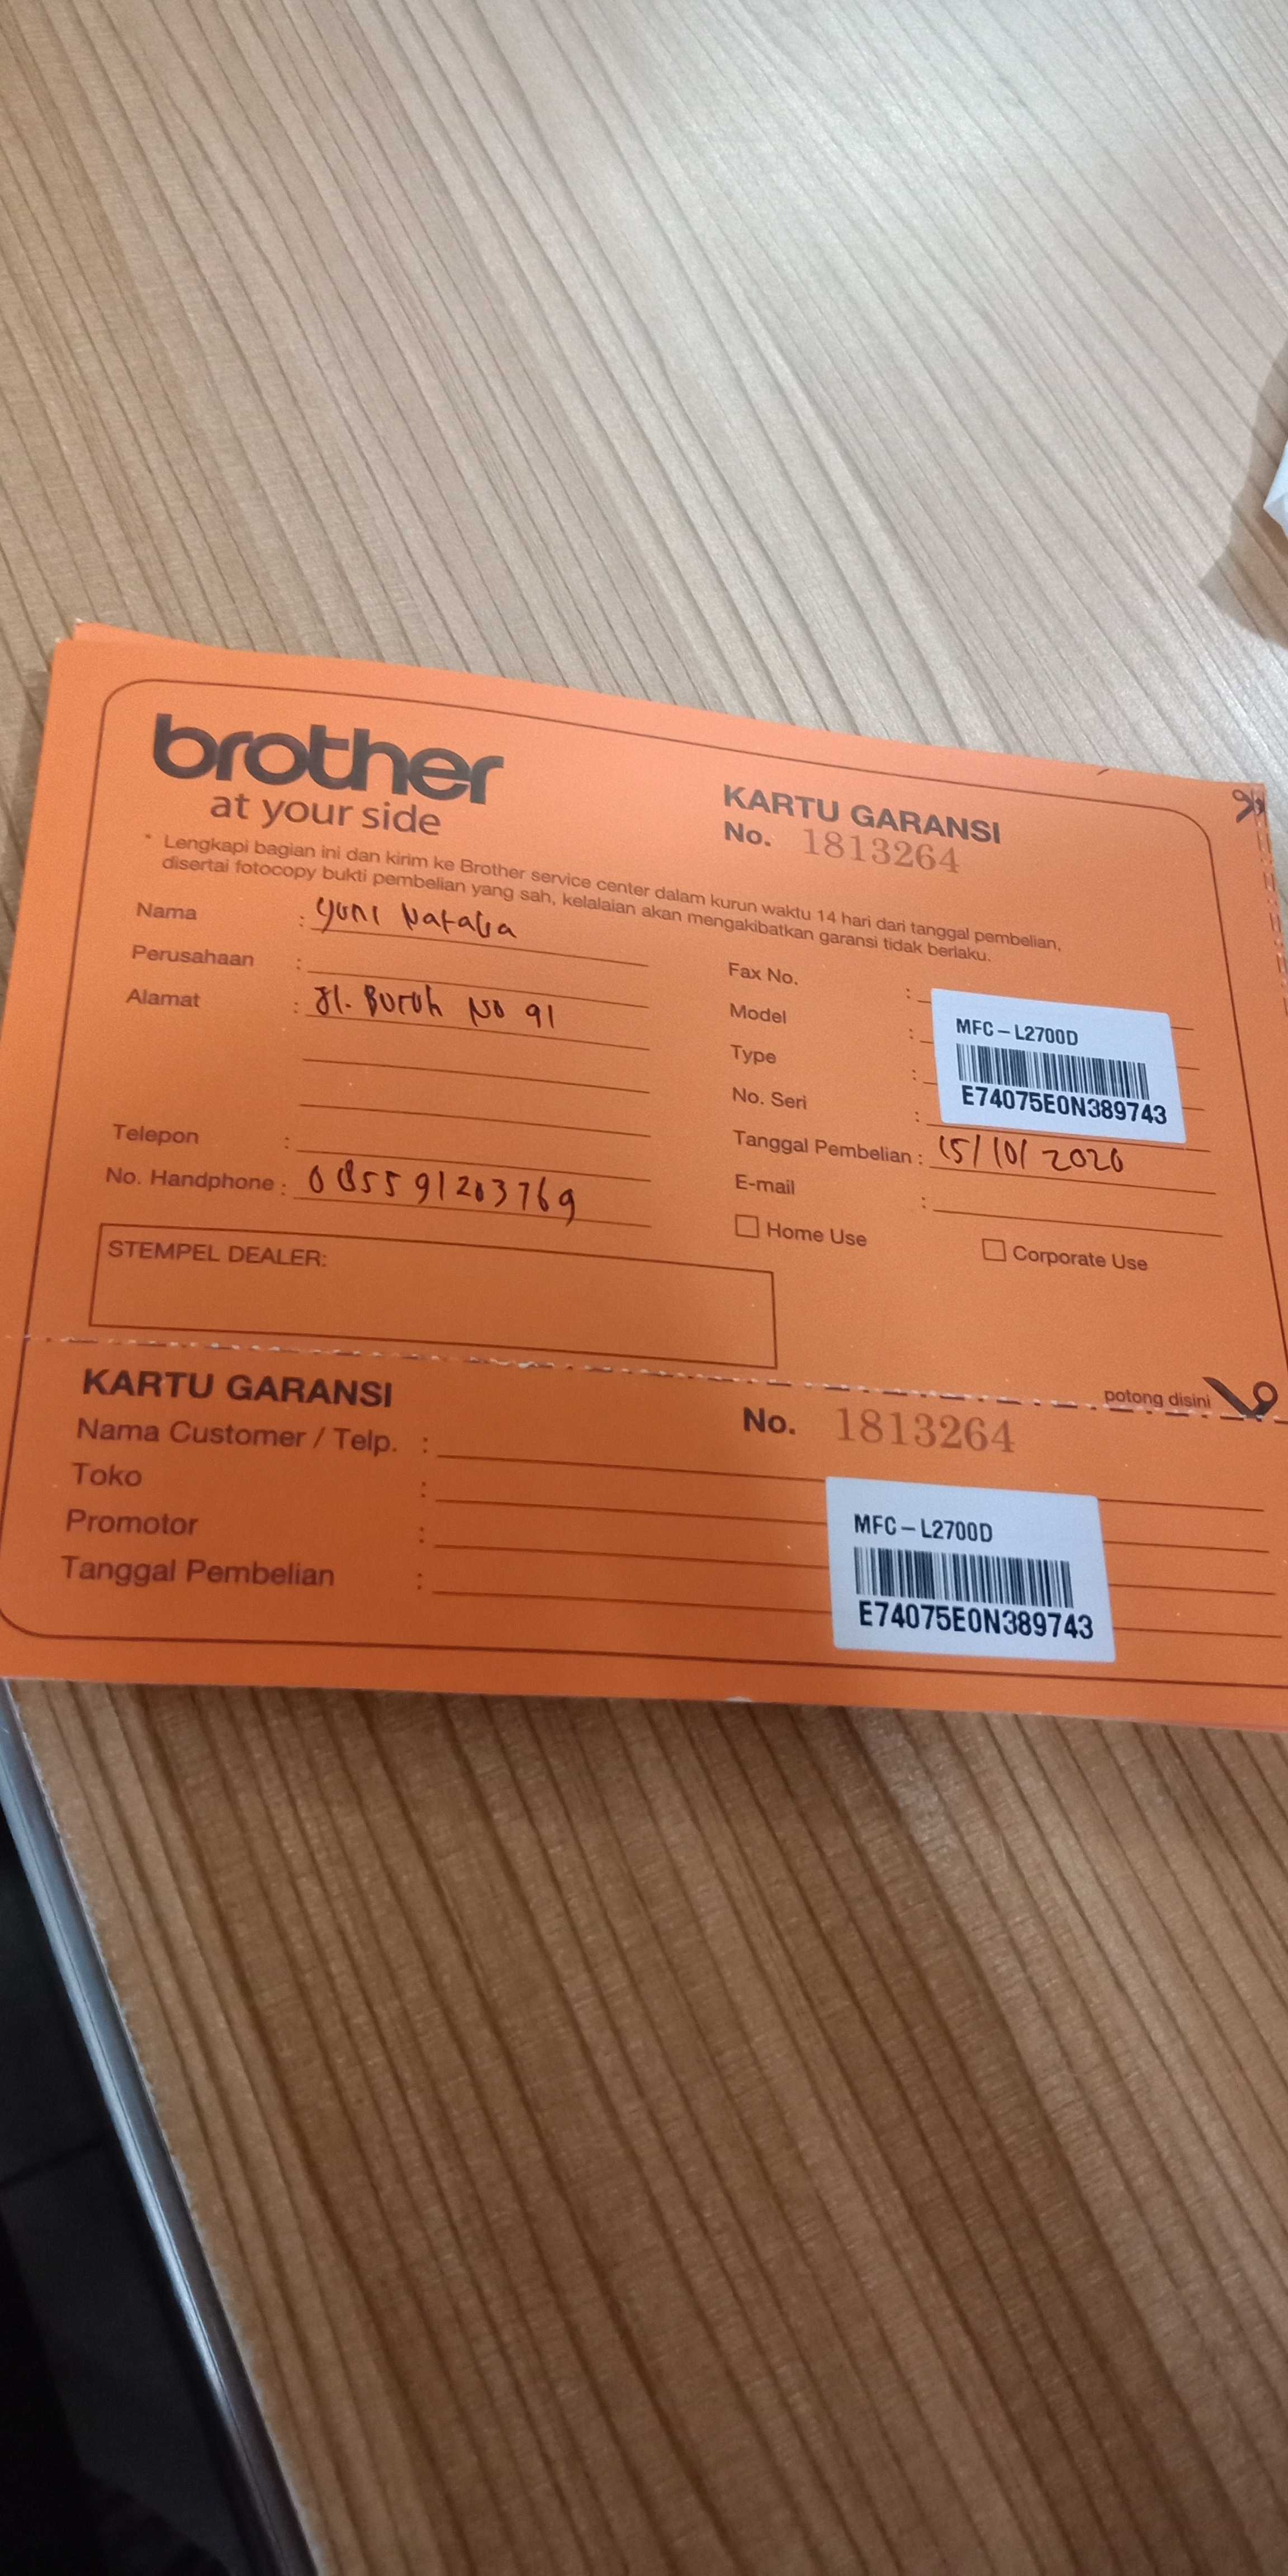 brother
at your side
KARTU GARANSI
No. 1813264
* Lengkapi bagian ini dan kirim ke Brother service center dalam kurun waktu 14 hari dari tanggal pembelian,
disertai fotocopy bukti pembelian yang sah, kelalaian akan mengakibatkan garansi tidak berlaku.
Nama : Yuni Natalia
Perusahaan :
Alamat : Jl. Buruh No 91
Telepon :
No. Handphone : 085591203769
Fax No. :
Model :
Type :
No. Seri :
MFC-L2700D
E74075E0N389743
Tanggal Pembelian : 15/10/2020
E-mail :
Home Use
Corporate Use
STEMPEL DEALER:
potong disini
KARTU GARANSI
No. 1813264
Nama Customer / Telp. :
Toko :
Promotor :
Tanggal Pembelian :
MFC-L2700D
E74075E0N389743